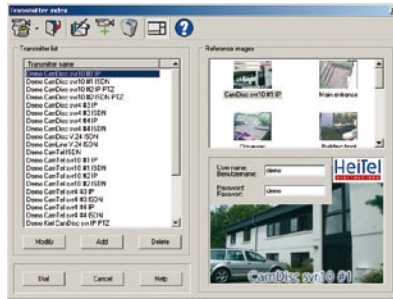 Transmitter index
Transmitter list
Transmitter name
Demo CamDisc svr10 #1 IP
Demo CamDisc svr10 #1 ISDN
Demo CamDisc svr10 #2 IP PTZ
Demo CamDisc svr10 #2 ISDN PTZ
Demo CamDisc svr4 #3 IP
Demo CamDisc svr4 #3 ISDN
Demo CamDisc svr4 #4 IP
Demo CamDisc svr4 #4 ISDN
Demo CamDisc V.24 ISDN
Demo CamLine V.24 ISDN
Demo CamTel ISDN
Demo CamTel svr10 #1 IP
Demo CamTel svr10 #1 ISDN
Demo CamTel svr10 #2 IP
Demo CamTel svr10 #2 ISDN
Demo CamTel svr4 #3 IP
Demo CamTel svr4 #3 ISDN
Demo CamTel svr4 #4 IP
Demo CamTel svr4 #4 ISDN
Demo Kiel CamDisc svr IP PTZ
Modify Add Delete
Dial Cancel Help
Reference images
CamDisc svr10 #1 IP
Main entrance
User name:
Benutzername:
demo
Password
Passwort:
demo
HeiTel
CamDisc svr10 #1